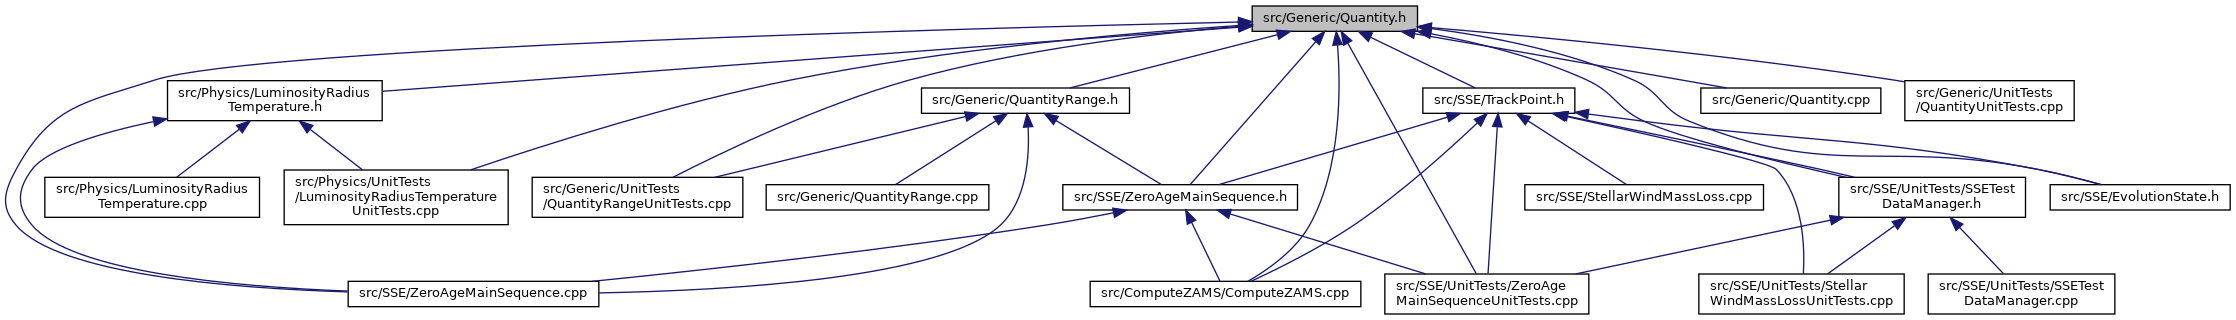 src/Generic/Quantity.h
src/Physics/LuminosityRadius
Temperature.h
src/Generic/QuantityRange.h
src/SSE/TrackPoint.h
src/Generic/Quantity.cpp
src/Generic/UnitTests
/QuantityUnitTests.cpp
src/Physics/LuminosityRadius
Temperature.cpp
src/Physics/UnitTests
/LuminosityRadiusTemperature
UnitTests.cpp
src/Generic/UnitTests
/QuantityRangeUnitTests.cpp
src/Generic/QuantityRange.cpp
src/SSE/ZeroAgeMainSequence.h
src/SSE/StellarWindMassLoss.cpp
src/SSE/UnitTests/SSETest
DataManager.h
src/SSE/EvolutionState.h
src/SSE/ZeroAgeMainSequence.cpp
src/ComputeZAMS/ComputeZAMS.cpp
src/SSE/UnitTests/ZeroAge
MainSequenceUnitTests.cpp
src/SSE/UnitTests/Stellar
WindMassLossUnitTests.cpp
src/SSE/UnitTests/SSETest
DataManager.cpp